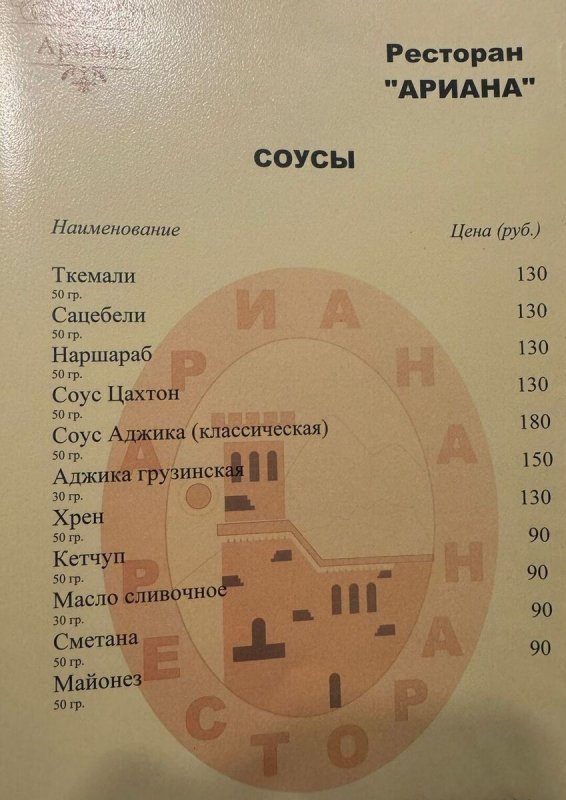 Ариана
Ресторан
"АРИАНА"
СОУСЫ
Наименование Цена (руб.)
Ткемали 130
50 гр.
Сацебели 130
50 гр.
Наршараб 130
50 гр.
Соус Цахтон 130
50 гр.
Соус Аджика (классическая) 180
50 гр.
Аджика грузинская 150
30 гр.
Хрен 130
50 гр.
Кетчуп 90
50 гр.
Масло сливочное 90
30 гр.
Сметана 90
50 гр.
Майонез 90
50 гр.
АРИАНА
РЕСТОРАН